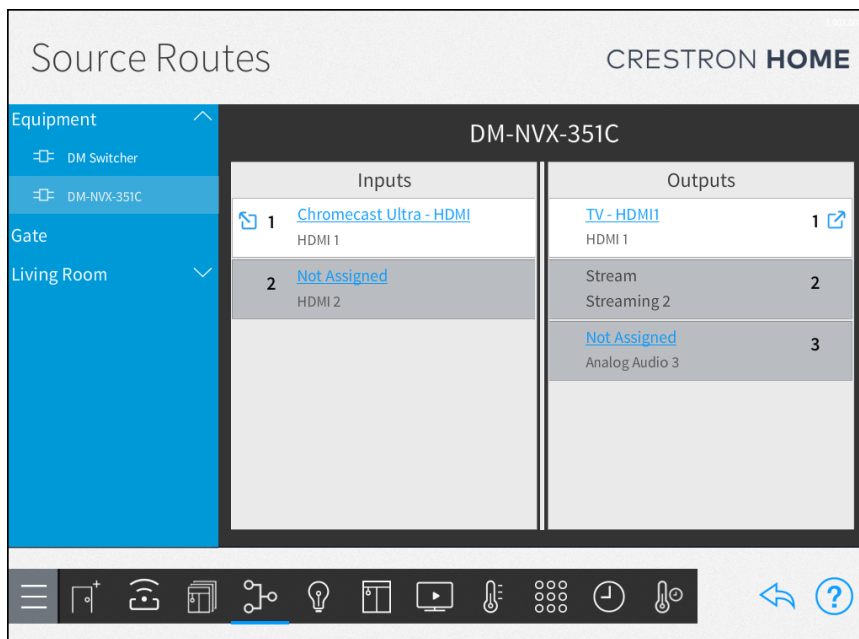 Source Routes
CRESTRON HOME
Equipment
DM Switcher
DM-NVX-351C
Gate
Living Room
DM-NVX-351C
Inputs
1 Chromecast Ultra - HDMI
HDMI 1
2 Not Assigned
HDMI 2
Outputs
TV - HDMI1 1
HDMI 1
Stream 2
Streaming 2
Not Assigned 3
Analog Audio 3
?